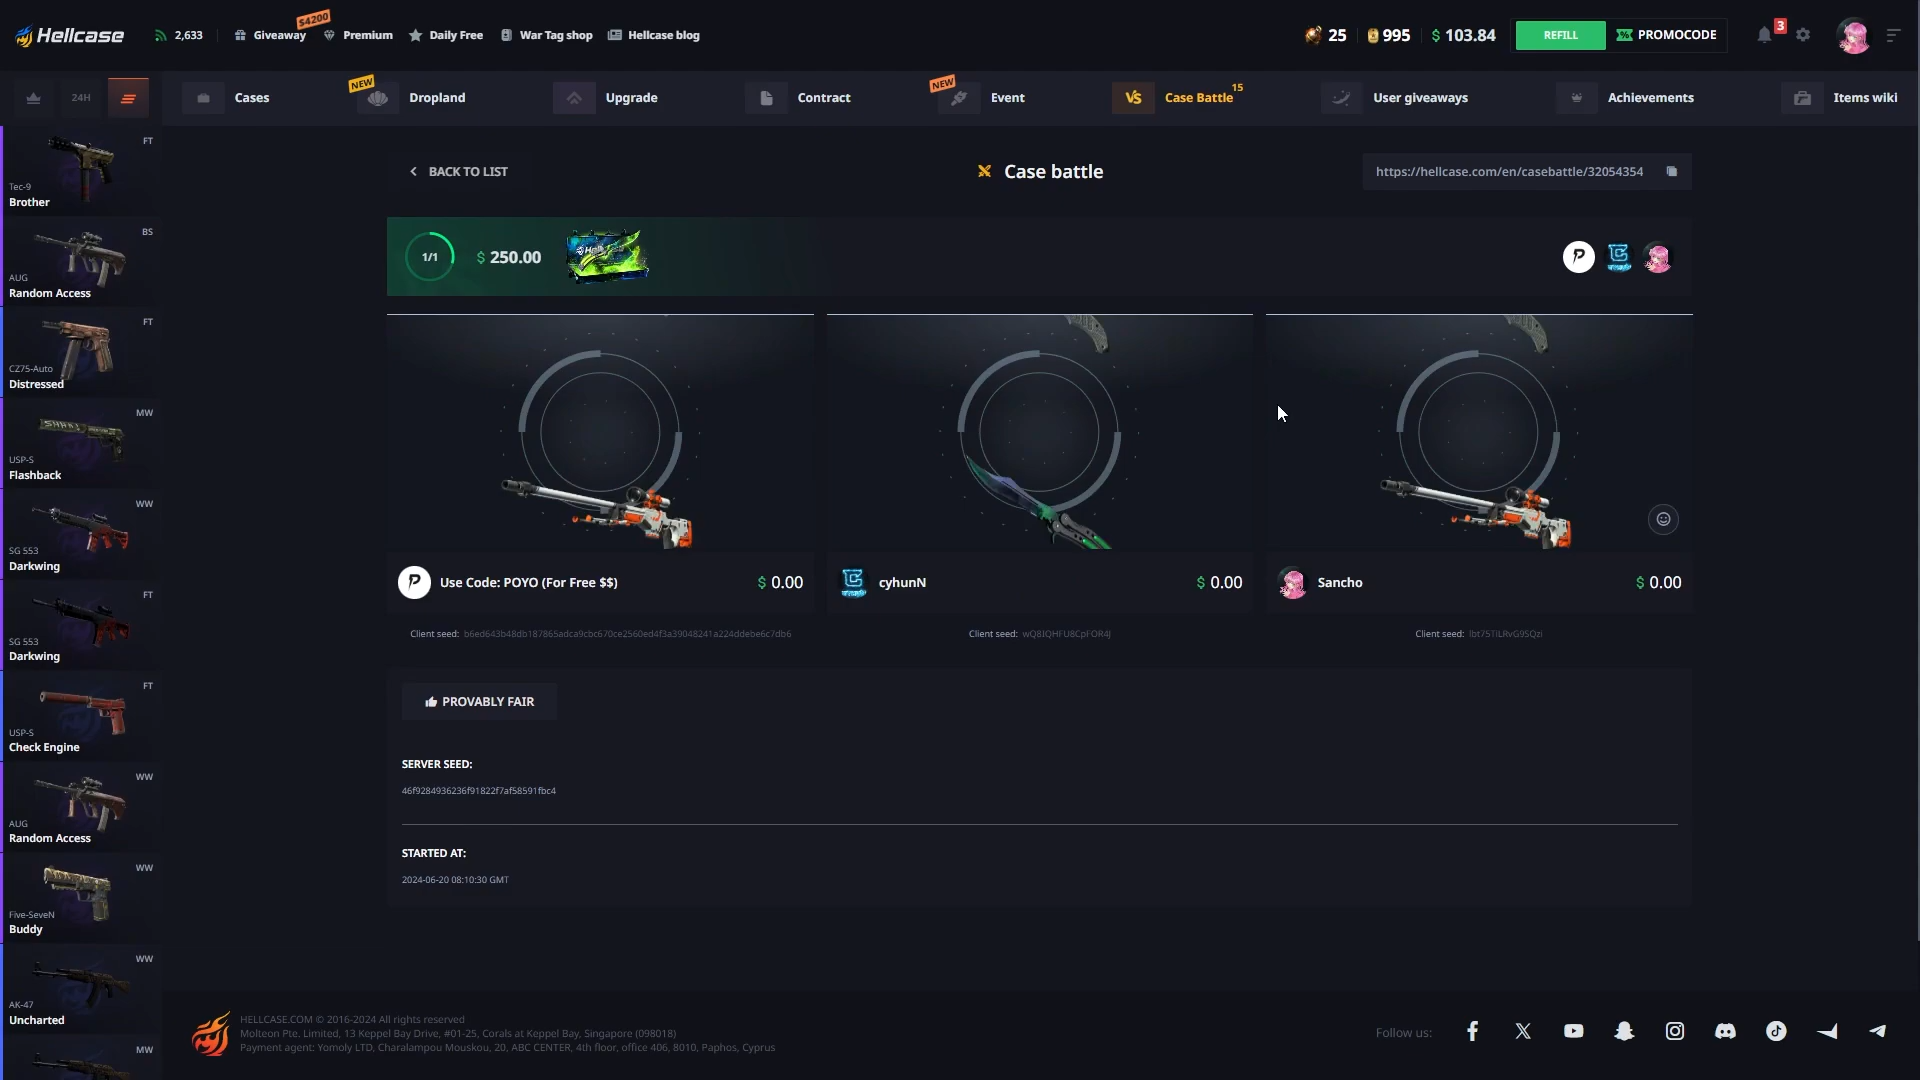 Hellcase
2,633
Giveaway
$4200
Premium
Daily Free
War Tag shop
Hellcase blog
25
995
$ 103.84
REFILL
PROMOCODE
3
24H
Cases
NEW
Dropland
Upgrade
Contract
NEW
Event
VS
Case Battle
15
User giveaways
Achievements
Items wiki
FT
Tec-9
Brother
BS
AUG
Random Access
FT
CZ75-Auto
Distressed
MW
USP-S
Flashback
WW
SG 553
Darkwing
FT
SG 553
Darkwing
FT
USP-S
Check Engine
WW
AUG
Random Access
WW
Five-SeveN
Buddy
WW
AK-47
Uncharted
MW
BACK TO LIST
Case battle
https://hellcase.com/en/casebattle/32054354
1/1
$ 250.00
Use Code: POYO (For Free $$)
$ 0.00
cyhunN
$ 0.00
Sancho
$ 0.00
Client seed: b6ed643b48db187865adca9cbc670ce2560ed4f3a39048241a224ddebe6c7db6
Client seed: wQ8IQHFU8CpFOR4J
Client seed: lbt75TILRvG9SQzi
PROVABLY FAIR
SERVER SEED:
46f9284936236f91822f7af58591fbc4
STARTED AT:
2024-06-20 08:10:30 GMT
HELLCASE.COM © 2016-2024 All rights reserved
Molteon Pte. Limited, 13 Keppel Bay Drive, #01-25, Corals at Keppel Bay, Singapore (098018)
Payment agent: Yomoly LTD, Charalampou Mouskou, 20, ABC CENTER, 4th floor, office 406, 8010, Paphos, Cyprus
Follow us: